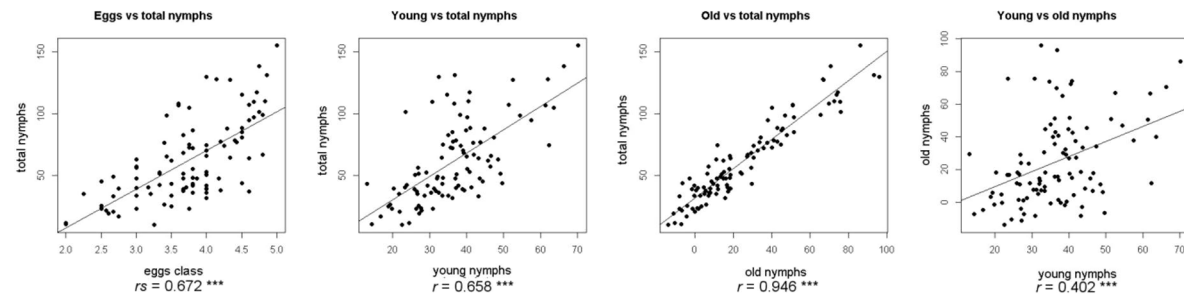 Eggs vs total nymphs
total nymphs
150
100
50
2.0 2.5 3.0 3.5 4.0 4.5 5.0
eggs class
rs = 0.672 ***
Young vs total nymphs
total nymphs
150
100
50
20 30 40 50 60 70
young nymphs
r = 0.658 ***
Old vs total nymphs
total nymphs
150
100
50
0 20 40 60 80 100
old nymphs
r = 0.946 ***
Young vs old nymphs
old nymphs
100
80
60
40
20
0
20 30 40 50 60 70
young nymphs
r = 0.402 ***